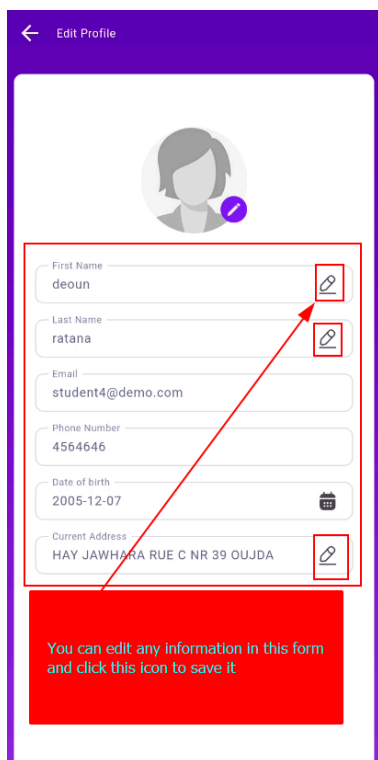 Edit Profile
First Name
deoun
Last Name
ratana
Email
student4@demo.com
Phone Number
4564646
Date of birth
2005-12-07
Current Address
HAY JAWHARA RUE C NR 39 OUJDA
You can edit any information in this form
and click this icon to save it